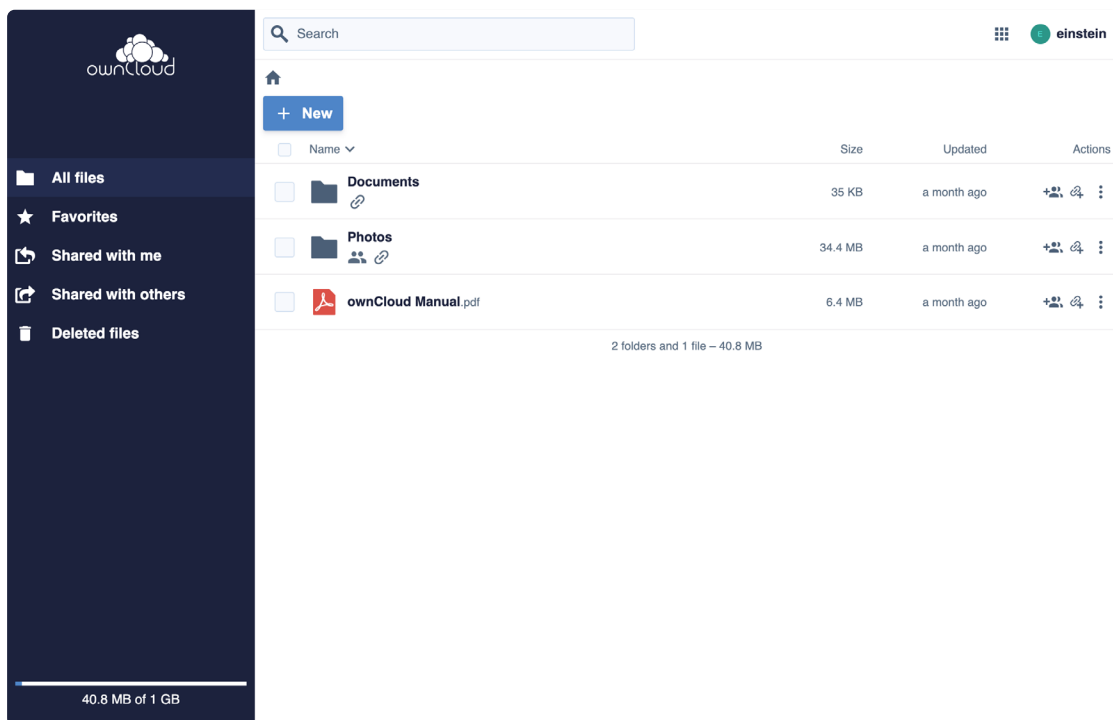 ownCloud
Search
E
einstein
+ New
Name
Size
Updated
Actions
All files
Favorites
Shared with me
Shared with others
Deleted files
Documents
35 KB
a month ago
Photos
34.4 MB
a month ago
ownCloud Manual.pdf
6.4 MB
a month ago
2 folders and 1 file – 40.8 MB
40.8 MB of 1 GB